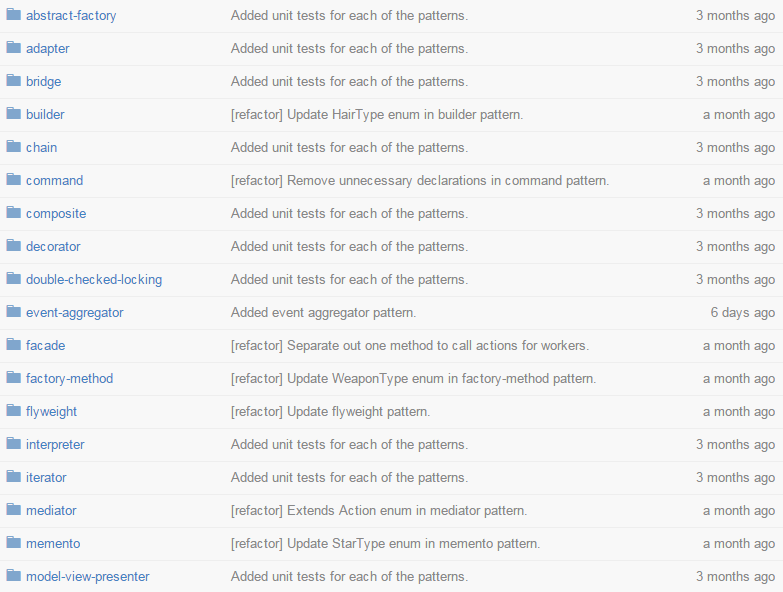 abstract-factory Added unit tests for each of the patterns. 3 months ago
adapter Added unit tests for each of the patterns. 3 months ago
bridge Added unit tests for each of the patterns. 3 months ago
builder [refactor] Update HairType enum in builder pattern. a month ago
chain Added unit tests for each of the patterns. 3 months ago
command [refactor] Remove unnecessary declarations in command pattern. a month ago
composite Added unit tests for each of the patterns. 3 months ago
decorator Added unit tests for each of the patterns. 3 months ago
double-checked-locking Added unit tests for each of the patterns. 3 months ago
event-aggregator Added event aggregator pattern. 6 days ago
facade [refactor] Separate out one method to call actions for workers. a month ago
factory-method [refactor] Update WeaponType enum in factory-method pattern. a month ago
flyweight [refactor] Update flyweight pattern. a month ago
interpreter Added unit tests for each of the patterns. 3 months ago
iterator Added unit tests for each of the patterns. 3 months ago
mediator [refactor] Extends Action enum in mediator pattern. a month ago
memento [refactor] Update StarType enum in memento pattern. a month ago
model-view-presenter Added unit tests for each of the patterns. 3 months ago